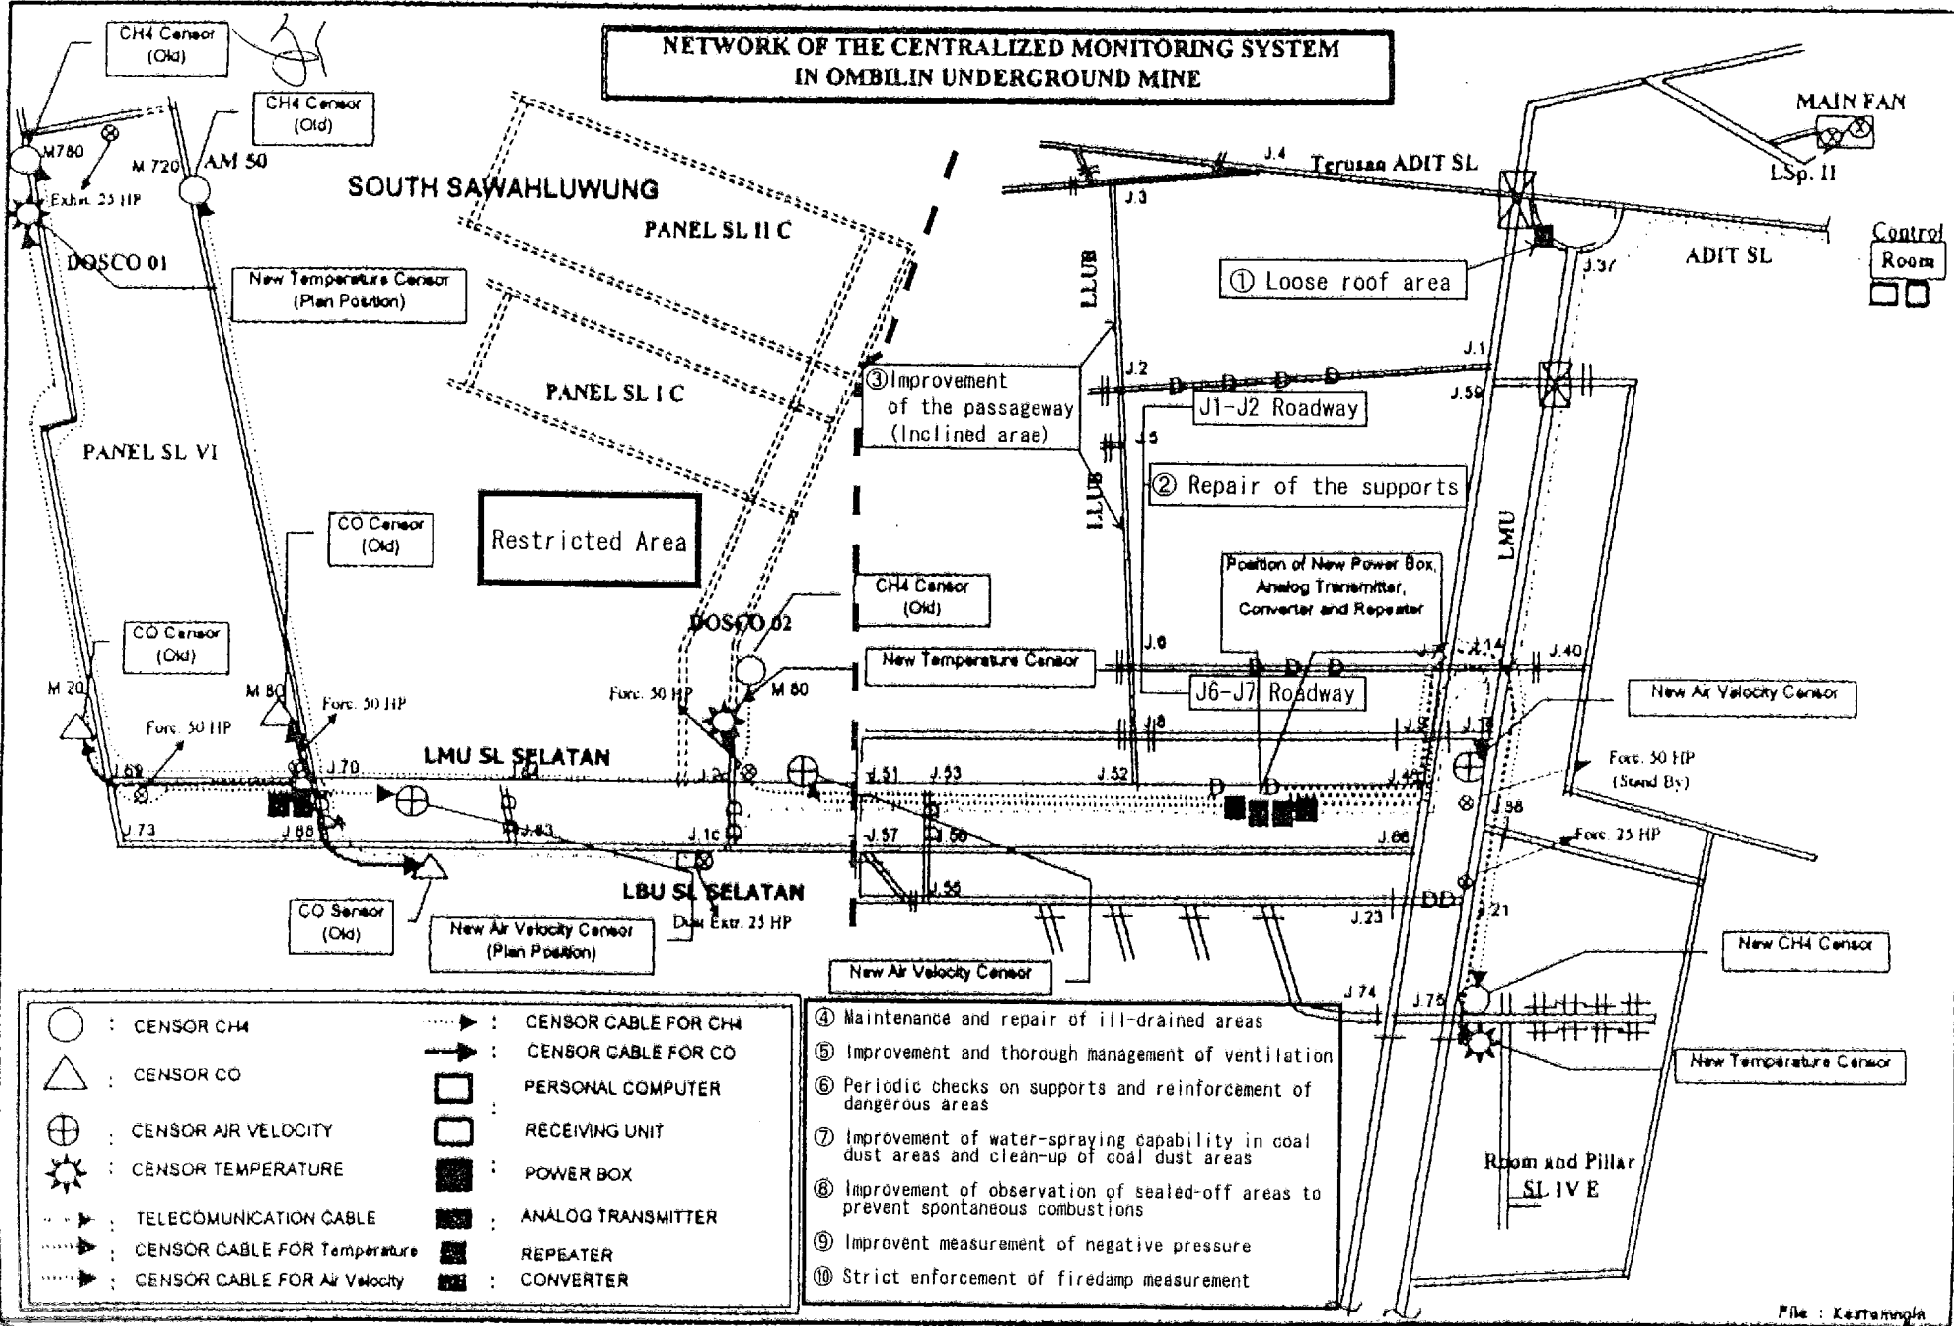 NETWORK OF THE CENTRALIZED MONITORING SYSTEM
IN OMBILIN UNDERGROUND MINE
CH4 Censor
(Old)
CH4 Censor
(Old)
M780
M 720
AM 50
Exht. 25 HP
DOSCO 01
New Temperature Censor
(Plan Position)
SOUTH SAWAHLUWUNG
PANEL SL II C
PANEL SL I C
PANEL SL VI
Restricted Area
CO Censor
(Old)
CO Censor
(Old)
M 20
M 80
Forc. 50 HP
Forc. 50 HP
Forc. 50 HP
DOSCO 02
M 80
CH4 Censor
(Old)
New Temperature Censor
MAIN FAN
LSp. II
Control
Room
J.4
Terusan ADIT SL
J.3
ADIT SL
J.37
① Loose roof area
LLUB
J.1
J.2
J.59
③Improvement
of the passageway
(Inclined arae)
J1-J2 Roadway
J.5
② Repair of the supports
LLUB
LMU
Position of New Power Box,
Analog Transmitter,
Converter and Repeater
J.6
J.14
J.40
J6-J7 Roadway
J.8
New Air Velocity Censor
Forc. 50 HP
(Stand By)
Forc. 25 HP
LMU SL SELATAN
J.69
J.70
J.51
J.53
J.52
J.73
J.88
J.83
J.1c
J.57
J.56
J.66
J.55
J.23
D D
21
LBU SL SELATAN
Dust Extr. 25 HP
CO Sensor
(Old)
New Air Velocity Censor
(Plan Position)
New Air Velocity Censor
New CH4 Censor
J.74
J.75
New Temperature Censor
Room and Pillar
SL IV E
: CENSOR CH4
: CENSOR CO
: CENSOR AIR VELOCITY
: CENSOR TEMPERATURE
: TELECOMUNICATION CABLE
: CENSOR CABLE FOR Temperature
: CENSOR CABLE FOR Air Velocity
: CENSOR CABLE FOR CH4
: CENSOR CABLE FOR CO
: PERSONAL COMPUTER
RECEIVING UNIT
: POWER BOX
: ANALOG TRANSMITTER
REPEATER
: CONVERTER
④ Maintenance and repair of ill-drained areas
⑤ Improvement and thorough management of ventilation
⑥ Periodic checks on supports and reinforcement of
dangerous areas
⑦ Improvement of water-spraying capability in coal
dust areas and clean-up of coal dust areas
⑧ Improvement of observation of sealed-off areas to
prevent spontaneous combustions
⑨ Improvent measurement of negative pressure
⑩ Strict enforcement of firedamp measurement